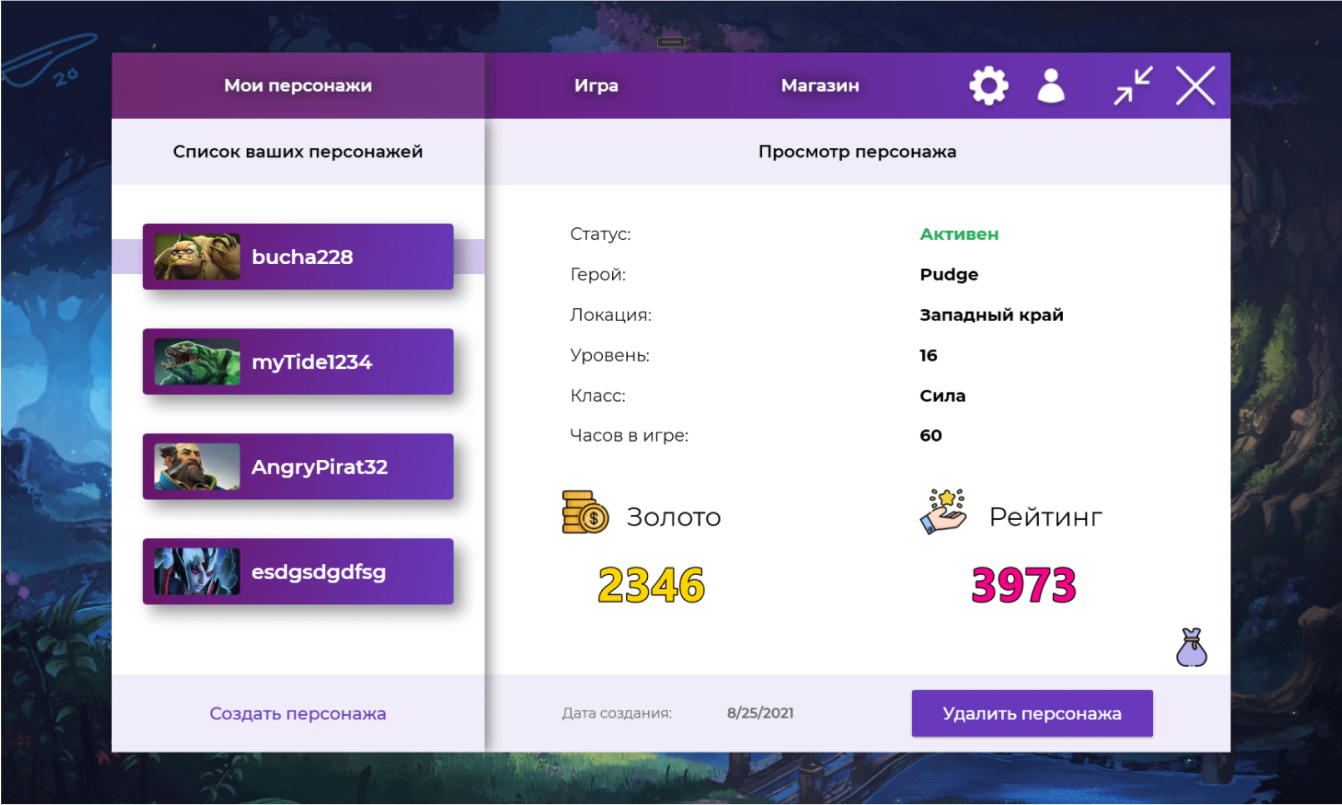 20
Мои персонажи
Игра
Магазин
Список ваших персонажей
Просмотр персонажа
bucha228
myTide1234
AngryPirat32
esdgsdgdfsg
Статус: Активен
Герой: Pudge
Локация: Западный край
Уровень: 16
Класс: Сила
Часов в игре: 60
Золото
Рейтинг
2346
3973
Создать персонажа
Дата создания: 8/25/2021
Удалить персонажа